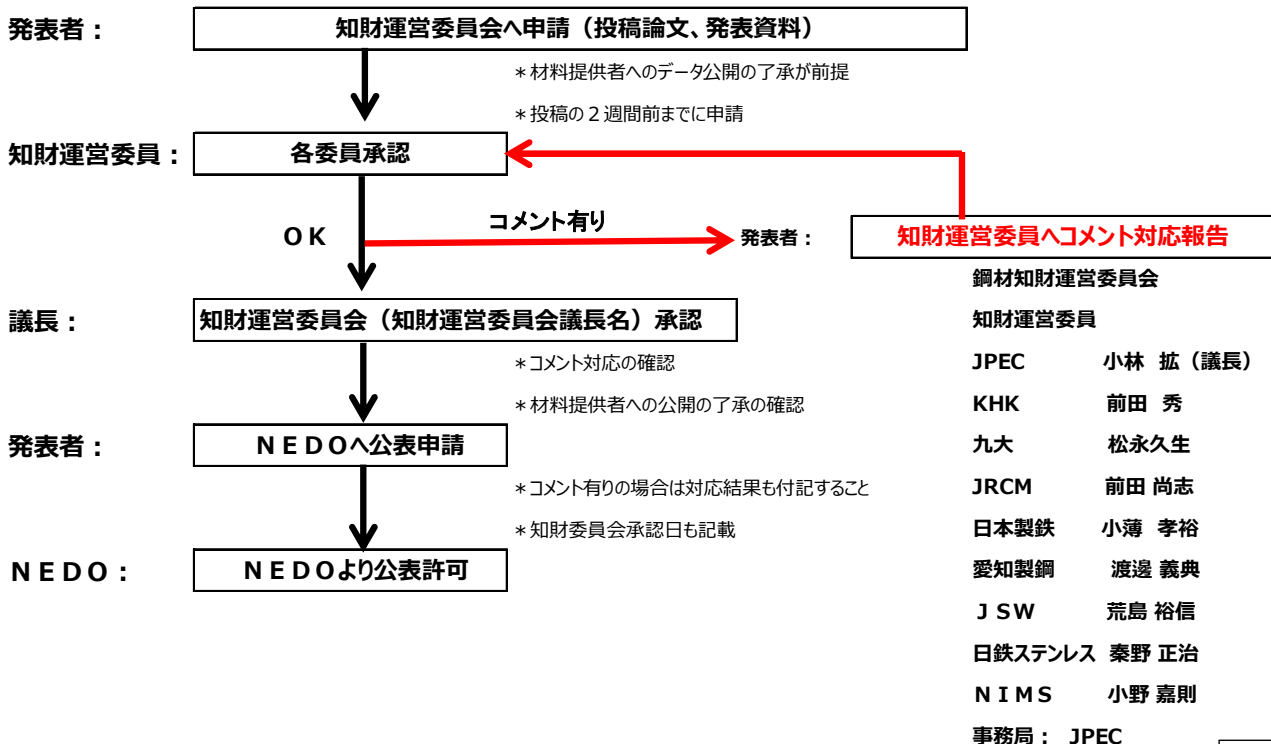 発表者： 知財運営委員会へ申請（投稿論文、発表資料）
＊材料提供者へのデータ公開の了承が前提
＊投稿の２週間前までに申請
知財運営委員： 各委員承認
ＯＫ コメント有り 発表者： 知財運営委員へコメント対応報告
鋼材知財運営委員会
議長： 知財運営委員会（知財運営委員会議長名）承認 知財運営委員
＊コメント対応の確認 JPEC 小林 拡（議長）
＊材料提供者への公開の了承の確認 KHK 前田 秀
発表者： ＮＥＤＯへ公表申請 九大 松永久生
＊コメント有りの場合は対応結果も付記すること JRCM 前田 尚志
＊知財委員会承認日も記載 日本製鉄 小薄 孝裕
ＮＥＤＯ： ＮＥＤＯより公表許可 愛知製鋼 渡邊 義典
ＪＳＷ 荒島 裕信
日鉄ステンレス 秦野 正治
ＮＩＭＳ 小野 嘉則
事務局： JPEC